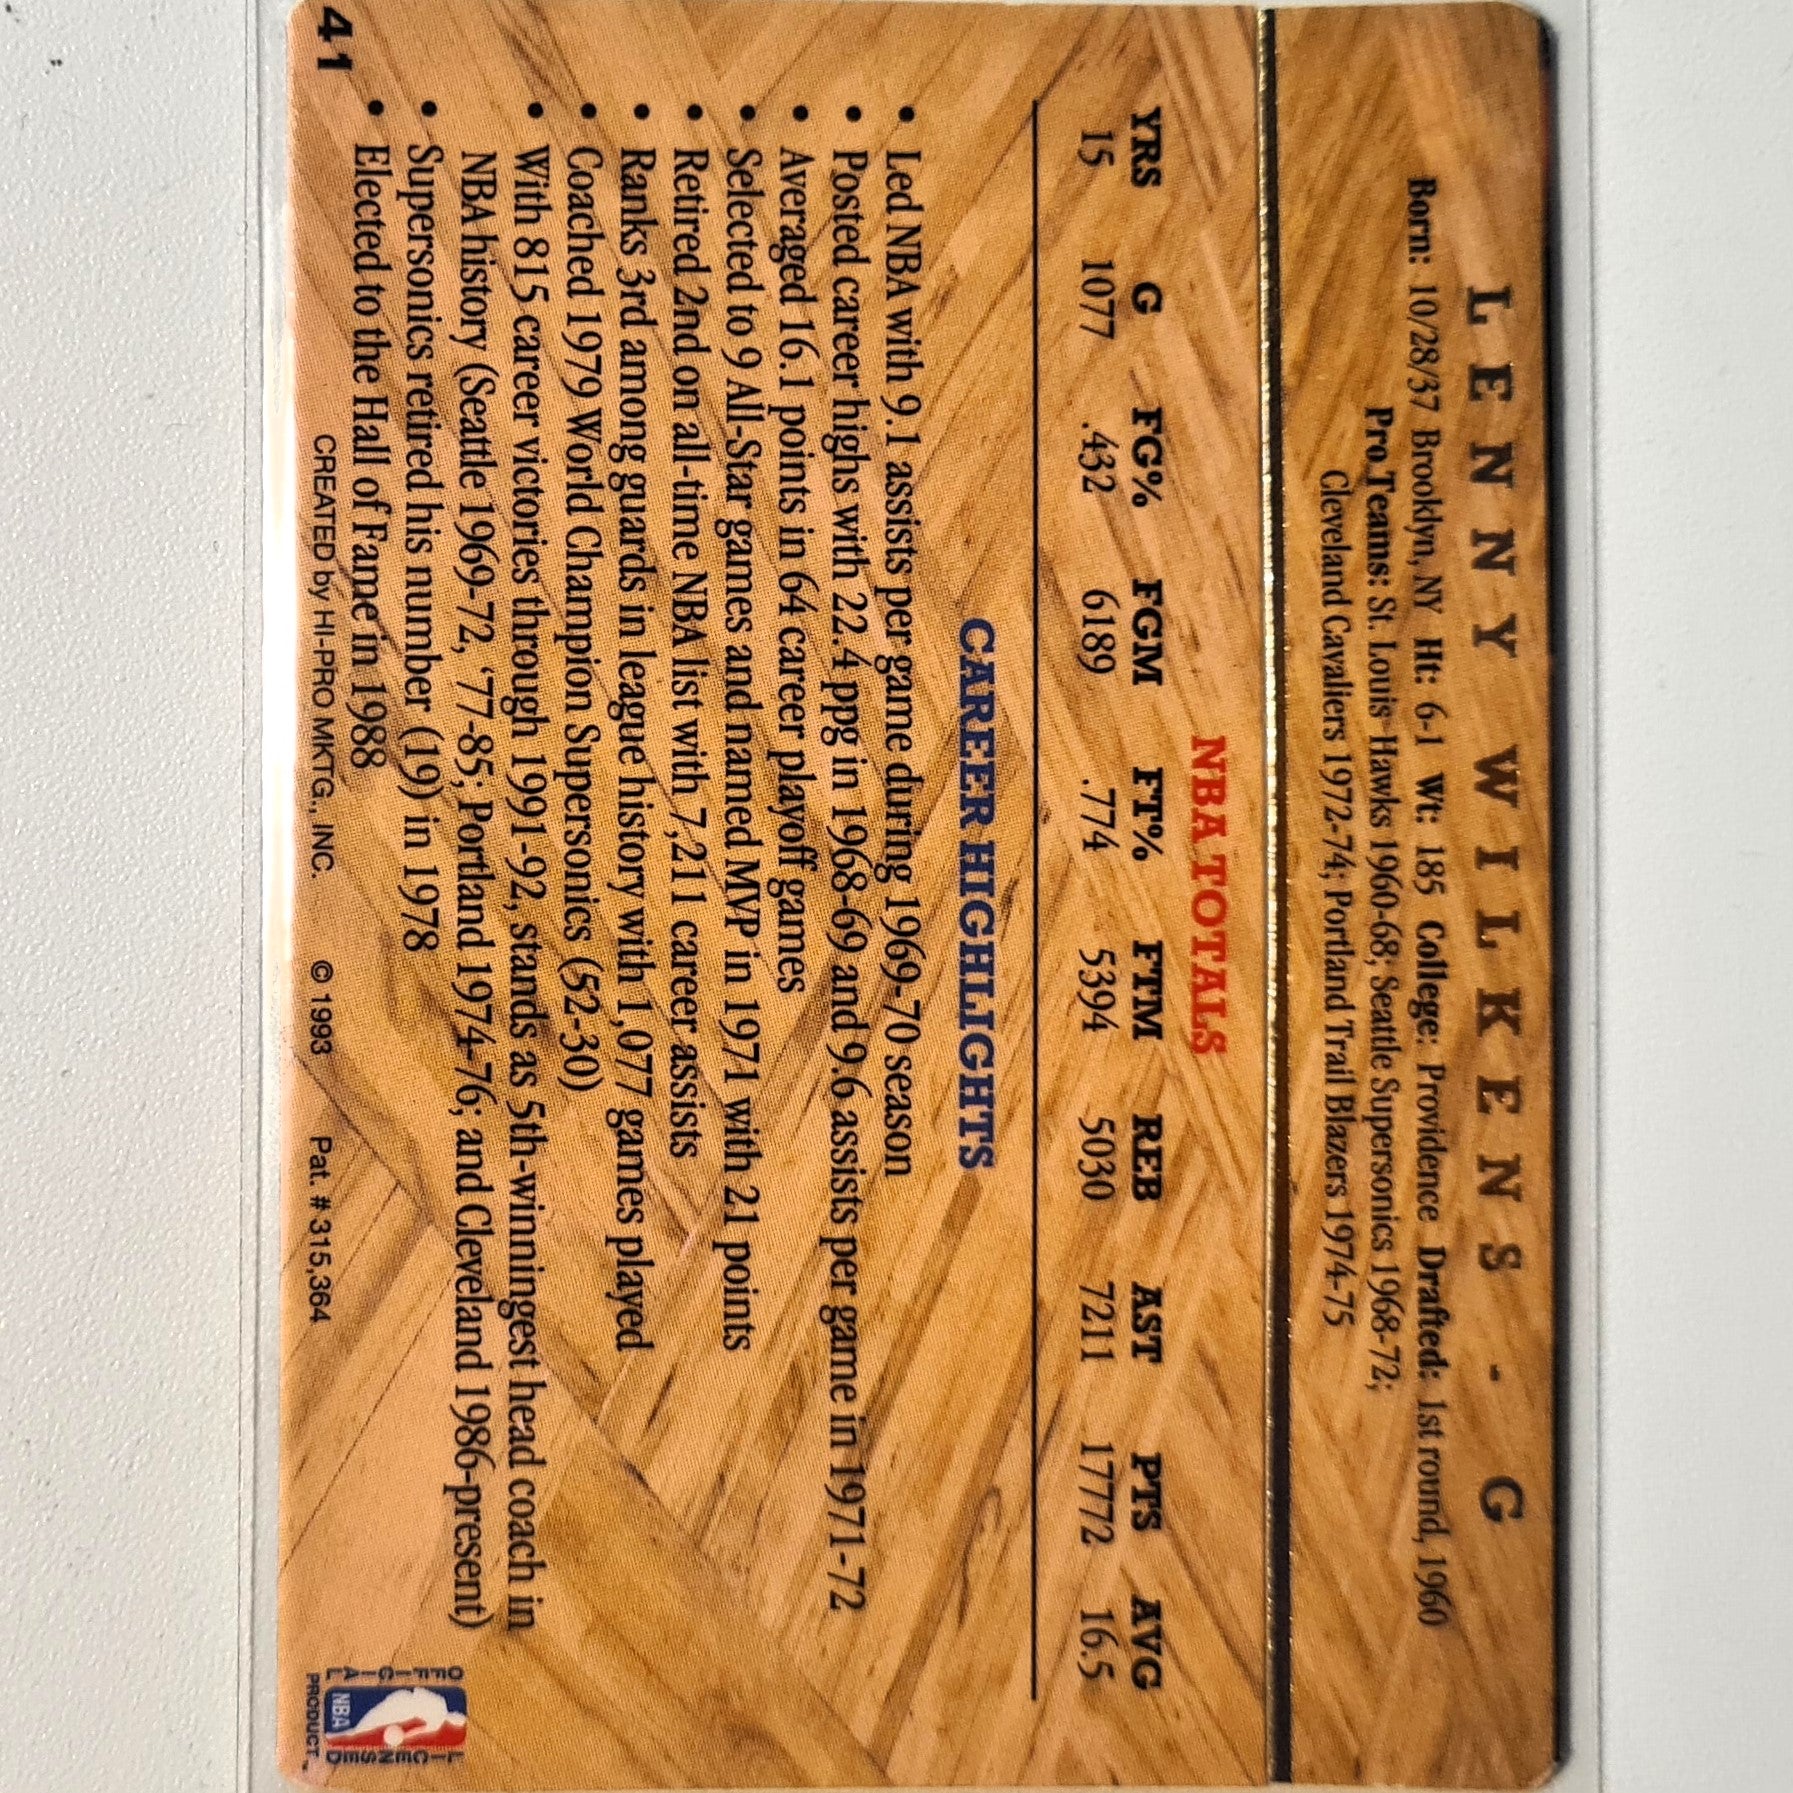 LENNY WILKENS - G
Born: 10/28/37 Brooklyn, NY Ht: 6-1 Wt: 185 College: Providence Drafted: 1st round, 1960
Pro Teams: St. Louis Hawks 1960-68; Seattle Supersonics 1968-72;
Cleveland Cavaliers 1972-74; Portland Trail Blazers 1974-75
NBA TOTALS
YRS G FG% FGM FT% FTM REB AST PTS AVG
15 1077 .432 6189 .774 5394 5030 7211 17772 16.5
CAREER HIGHLIGHTS
• Led NBA with 9.1 assists per game during 1969-70 season
• Posted career highs with 22.4 ppg in 1968-69 and 9.6 assists per game in 1971-72
• Averaged 16.1 points in 64 career playoff games
• Selected to 9 All-Star games and named MVP in 1971 with 21 points
• Retired 2nd on all-time NBA list with 7,211 career assists
• Ranks 3rd among guards in league history with 1,077 games played
• Coached 1979 World Champion Supersonics (52-30)
• With 815 career victories through 1991-92, stands as 5th-winningest head coach in
NBA history (Seattle 1969-72, '77-85; Portland 1974-76; and Cleveland 1986-present)
• Supersonics retired his number (19) in 1978
• Elected to the Hall of Fame in 1988
41 CREATED by HI-PRO MKTG., INC. © 1993 Pat. # 315,364
OFFICIAL
NBA
LICENSED
PRODUCT™